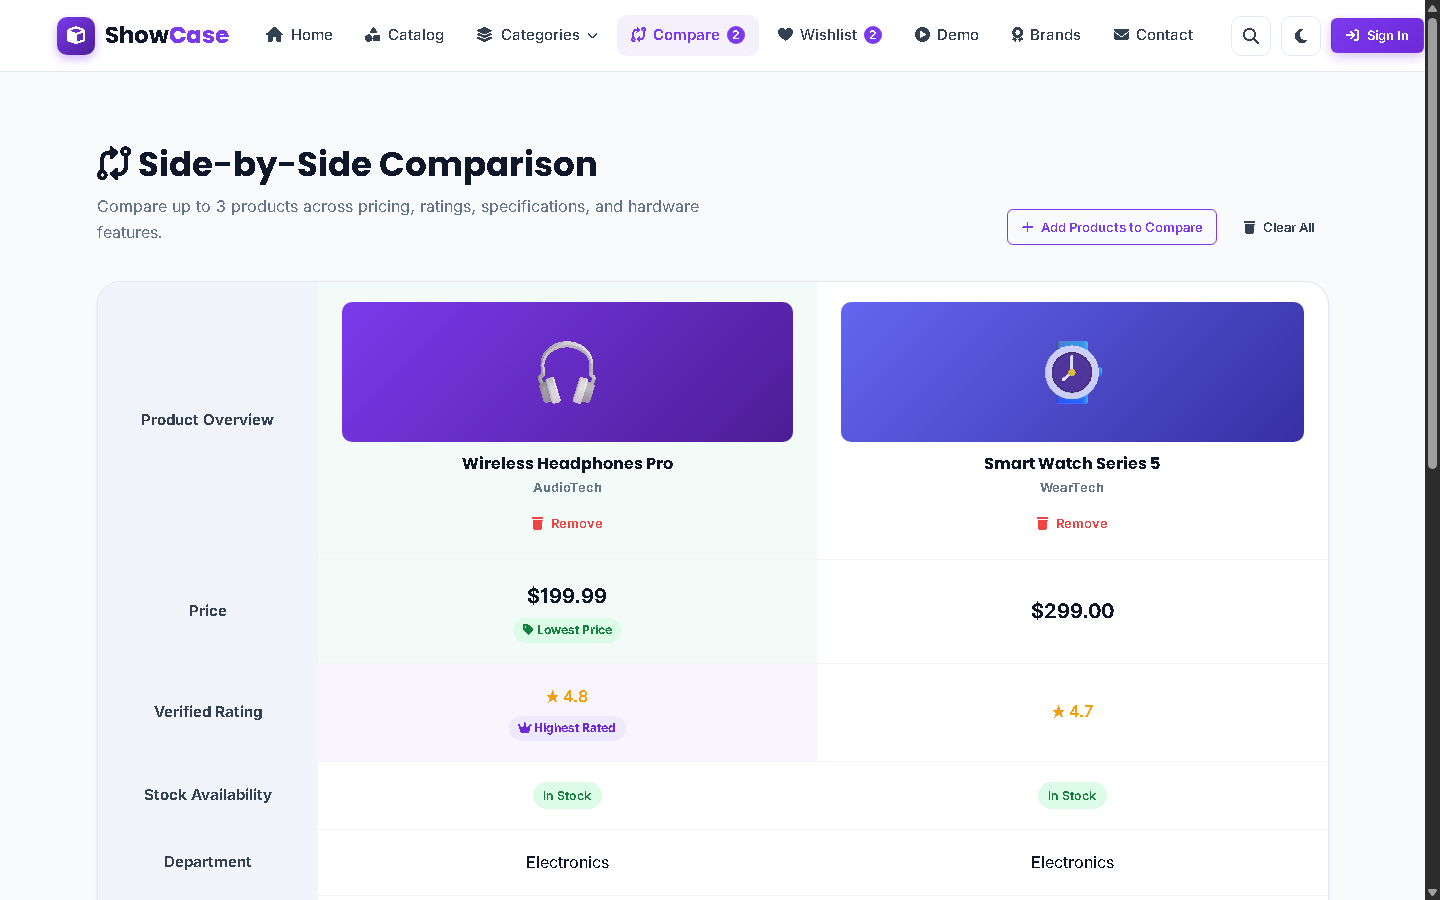 ShowCase Home Catalog Categories Compare 2 Wishlist 2 Demo Brands Contact Sign In
Side-by-Side Comparison
Compare up to 3 products across pricing, ratings, specifications, and hardware
features.
Add Products to Compare Clear All
Product Overview
Wireless Headphones Pro Smart Watch Series 5
AudioTech WearTech
Remove Remove
Price $199.99 $299.00
Lowest Price
Verified Rating ★ 4.8 ★ 4.7
Highest Rated
Stock Availability In Stock In Stock
Department Electronics Electronics